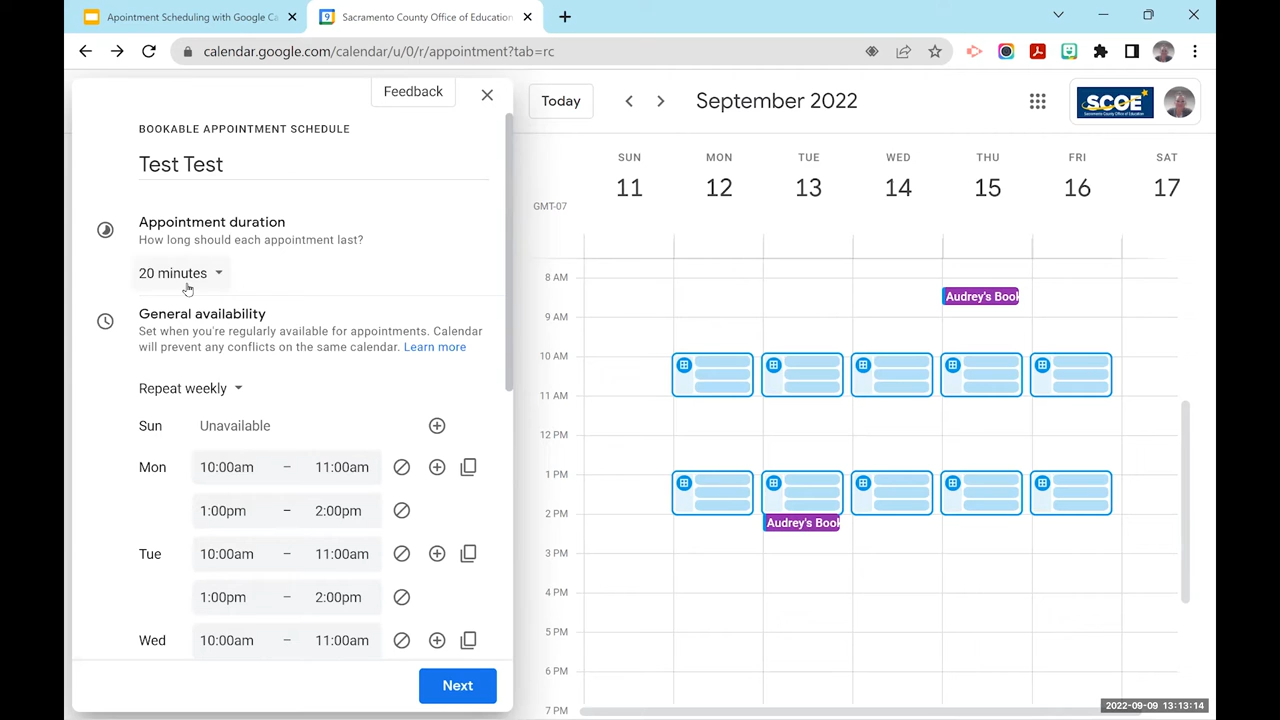 Apointment Scheduling with Google Ca
Sacramento County Office of Education
calendar.google.com/calendar/u/0/r/appointment?tab=rc
Feedback
BOOKABLE APPOINTMENT SCHEDULE
Test Test
Appointment duration
How long should each appointment last?
20 minutes
General availability
Set when you're regularly available for appointments. Calendar
will prevent any conflicts on the same calendar. Learn more
Repeat weekly
Sun Unavailable
Mon 10:00am – 11:00am
1:00pm – 2:00pm
Tue 10:00am – 11:00am
1:00pm – 2:00pm
Wed 10:00am – 11:00am
Next
Today September 2022
9
SCOE
Sacramento County Office of Education
SUN MON TUE WED THU FRI SAT
11 12 13 14 15 16 17
GMT-07
8 AM
Audrey's Book
9 AM
10 AM
11 AM
12 PM
1 PM
2 PM
Audrey's Book
3 PM
4 PM
5 PM
6 PM
7 PM
2022-09-09 13:13:14